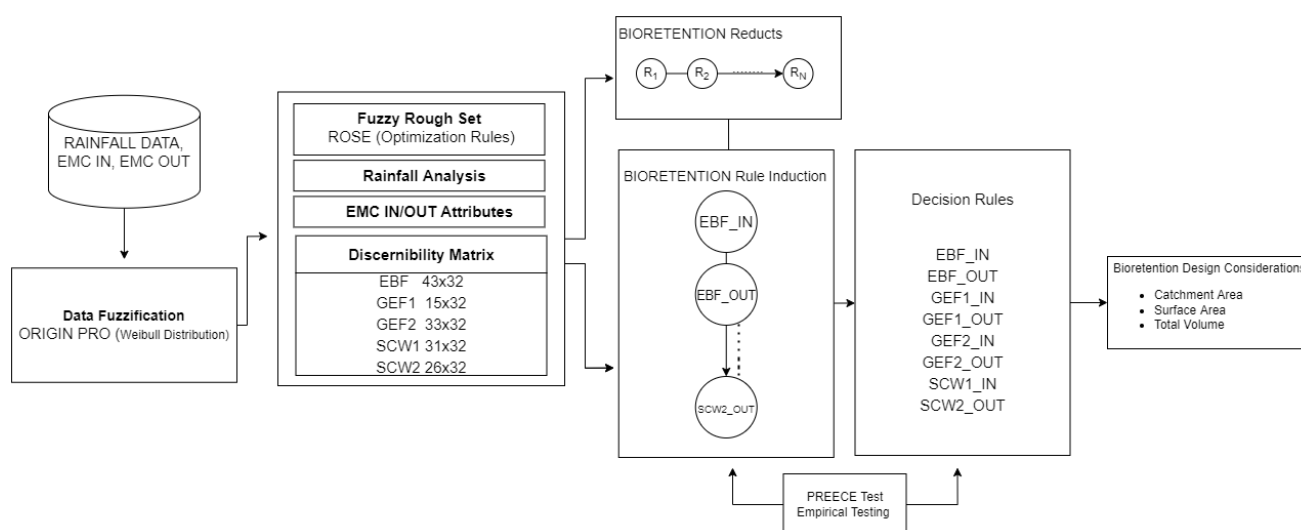 RAINFALL DATA,
EMC IN, EMC OUT
Data Fuzzification
ORIGIN PRO (Weibull Distribution)
Fuzzy Rough Set
ROSE (Optimization Rules)
Rainfall Analysis
EMC IN/OUT Attributes
Discernibility Matrix
EBF 43x32
GEF1 15x32
GEF2 33x32
SCW1 31x32
SCW2 26x32
BIORETENTION Reducts
R1 R2 RN
BIORETENTION Rule Induction
EBF_IN
EBF_OUT
SCW2_OUT
Decision Rules
EBF_IN
EBF_OUT
GEF1_IN
GEF1_OUT
GEF2_IN
GEF2_OUT
SCW1_IN
SCW2_OUT
PREECE Test
Empirical Testing
Bioretention Design Considerations
• Catchment Area
• Surface Area
• Total Volume